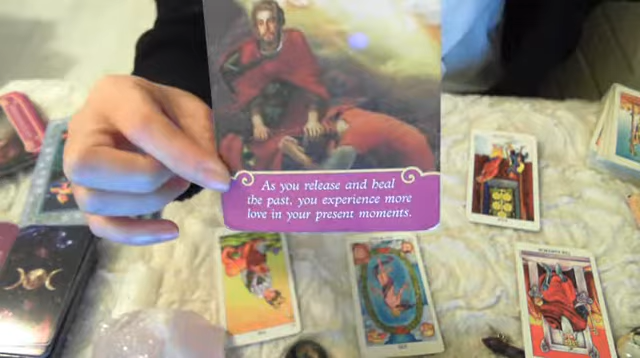 As you release and heal
the past, you experience more
love in your present moments.